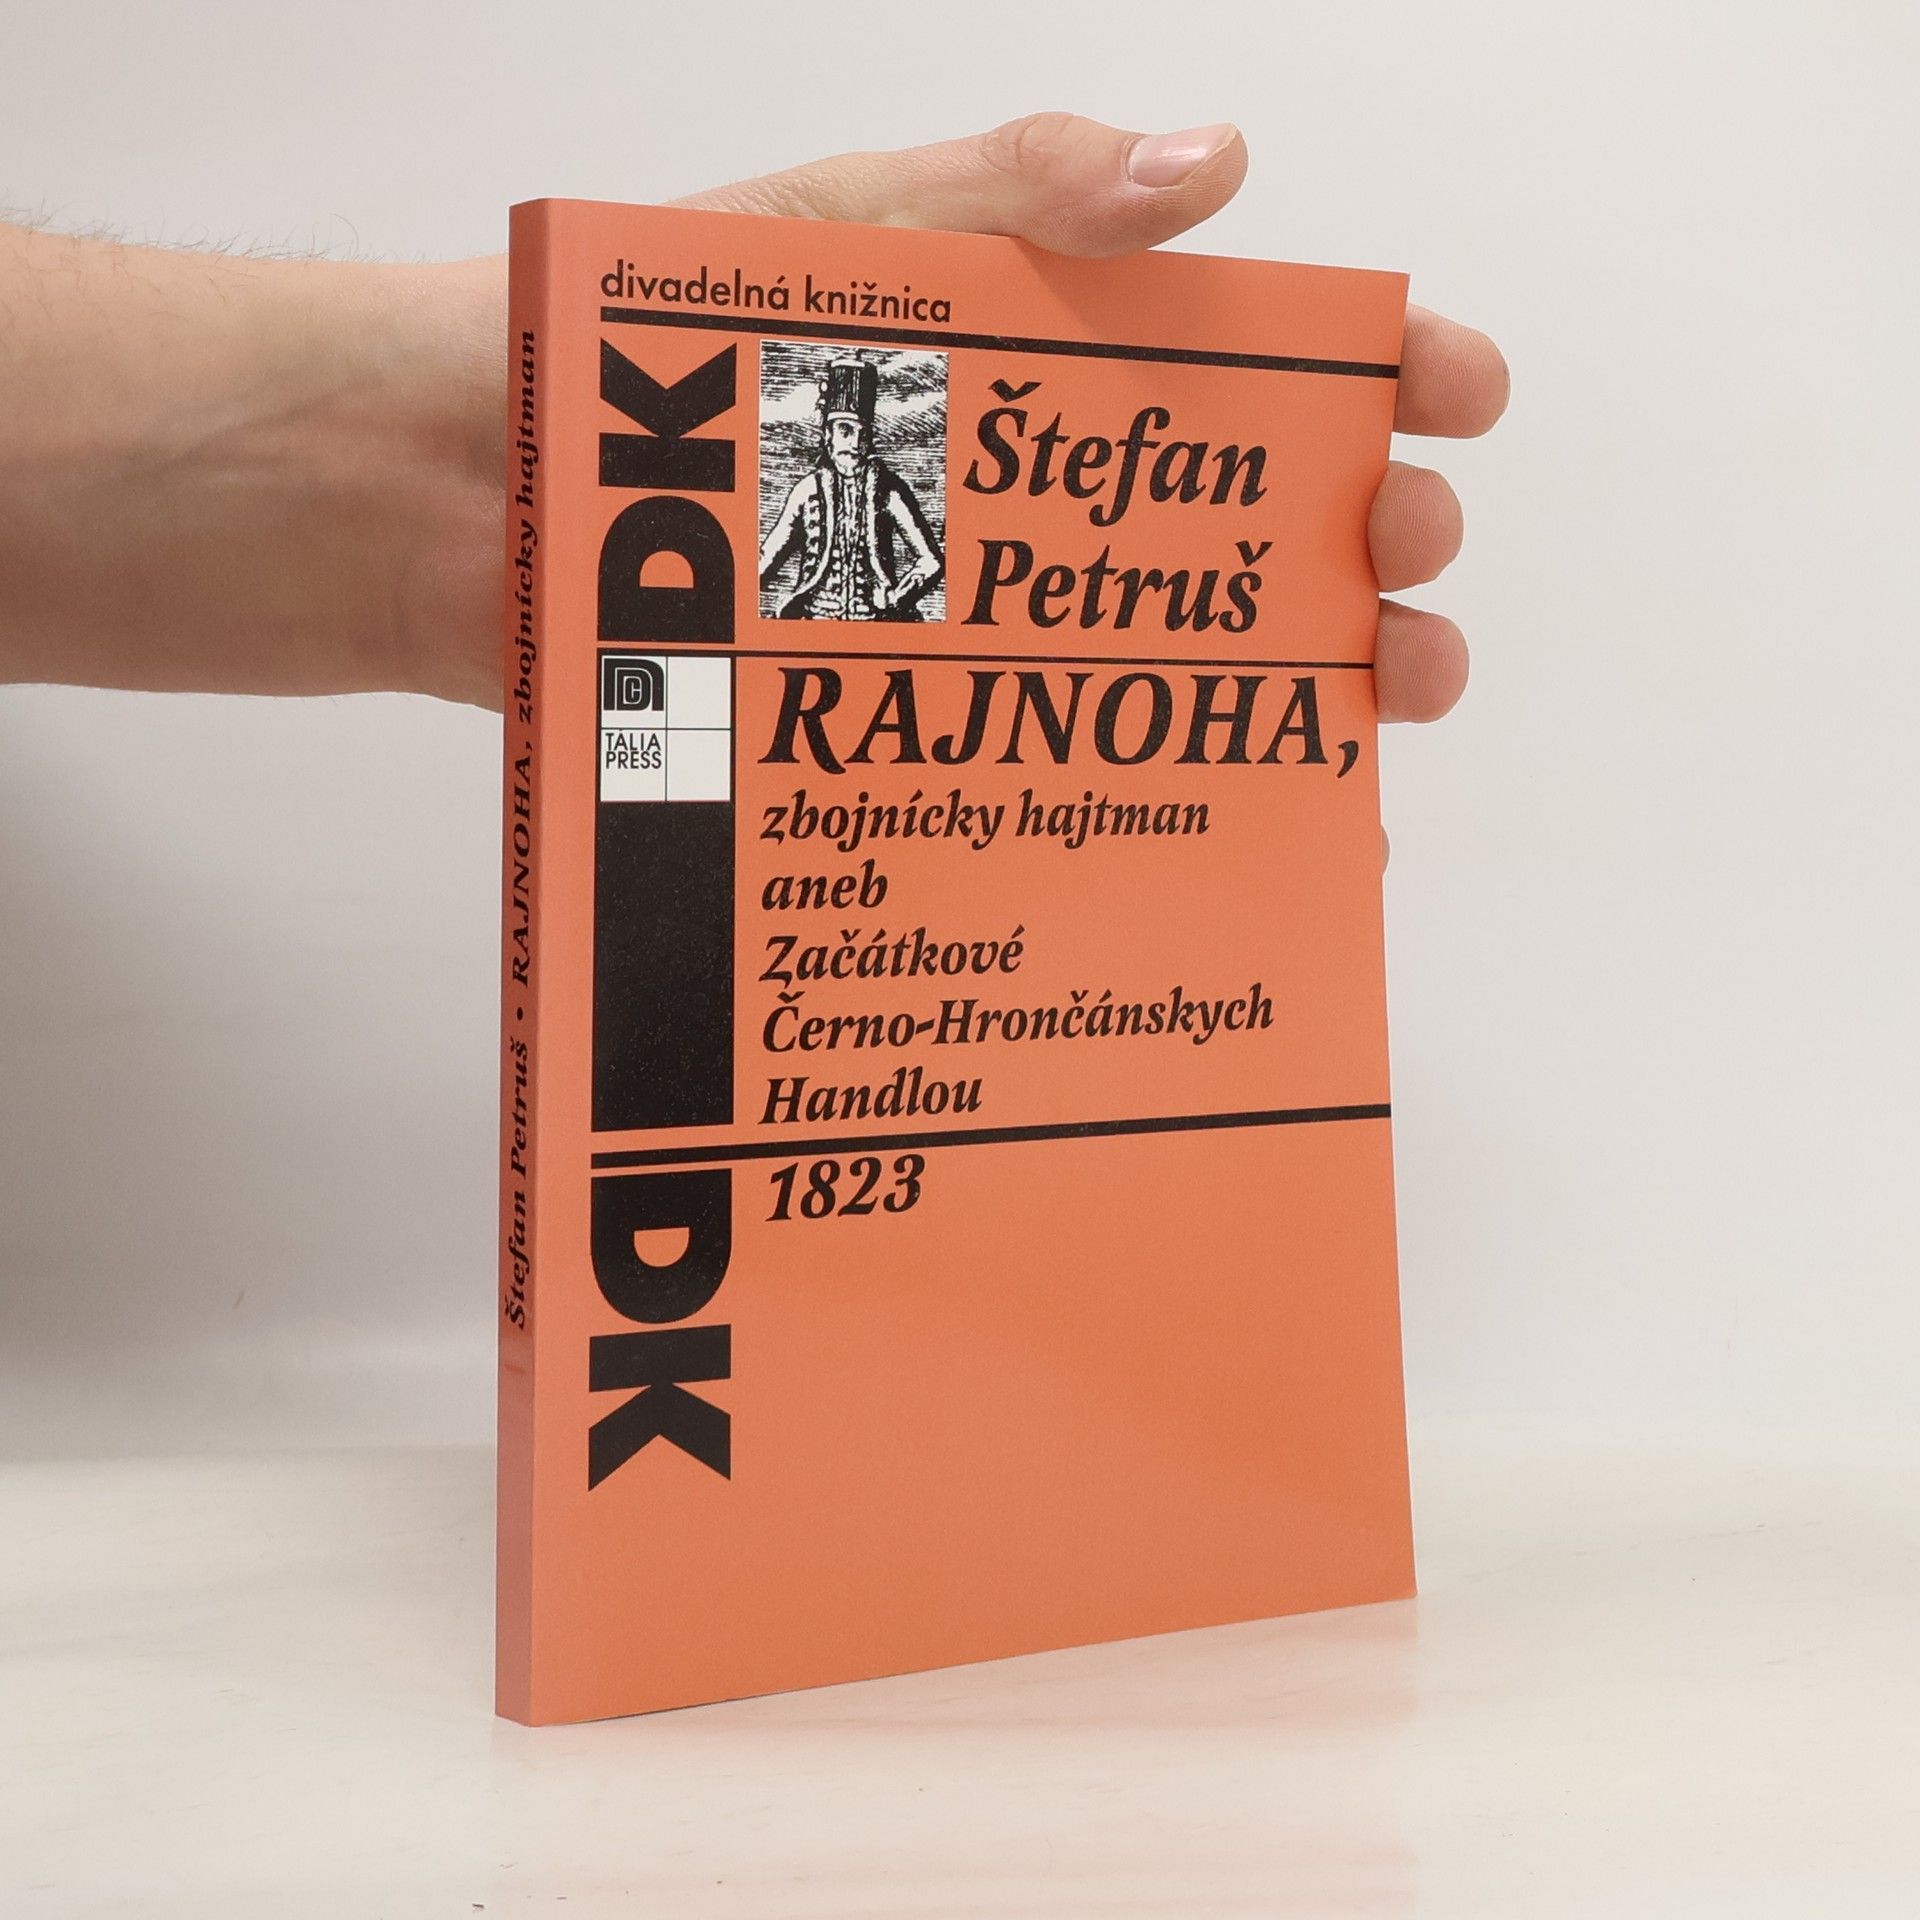 divadelná knižnica
DK
Štefan
Petruš
DC
TÁLIA
PRESS
RAJNOHA,
zbojnícky hajtman
aneb
Začátkové
Černo-Hrončánskych
Handlou
1823
DK
Štefan Petruš • RAJNOHA, zbojnícky hajtman